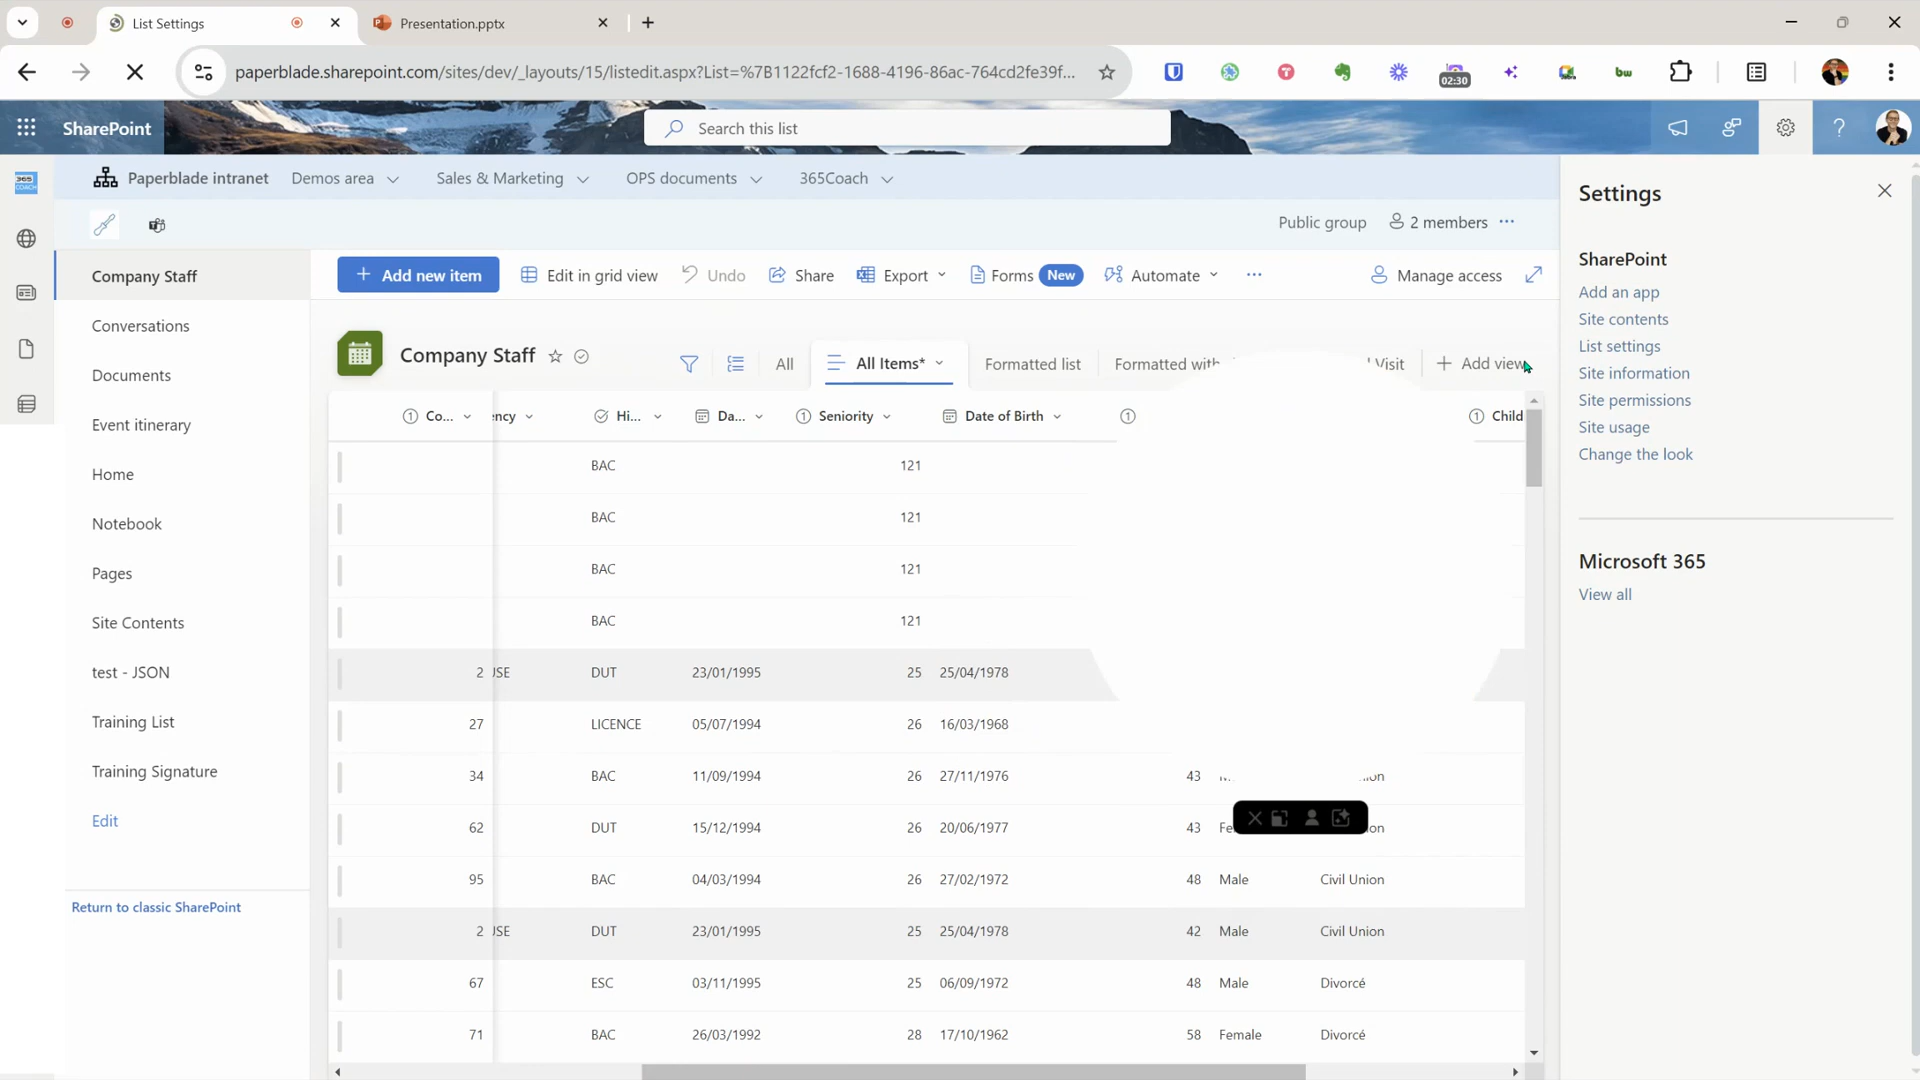 List Settings
Presentation.pptx
paperblade.sharepoint.com/sites/dev/_layouts/15/listedit.aspx?List=%7B1122fcf2-1688-4196-86ac-764cd2fe39f...
02:30
bw
SharePoint
Search this list
365 COACH
Paperblade intranet
Demos area
Sales & Marketing
OPS documents
365Coach
Public group
2 members
Settings
SharePoint
Add an app
Site contents
List settings
Site information
Site permissions
Site usage
Change the look
Microsoft 365
View all
Company Staff
Conversations
Documents
Event itinerary
Home
Notebook
Pages
Site Contents
test - JSON
Training List
Training Signature
Edit
Return to classic SharePoint
Add new item
Edit in grid view
Undo
Share
Export
Forms New
Automate
Manage access
Company Staff
All
All Items*
Formatted list
Formatted with
Visit
Add view
Co... ency Hi... Da... Seniority Date of Birth Child
BAC 121
BAC 121
BAC 121
BAC 121
2 USE DUT 23/01/1995 25 25/04/1978
27 LICENCE 05/07/1994 26 16/03/1968
34 BAC 11/09/1994 26 27/11/1976 43
62 DUT 15/12/1994 26 20/06/1977 43 Fe
95 BAC 04/03/1994 26 27/02/1972 48 Male Civil Union
2 USE DUT 23/01/1995 25 25/04/1978 42 Male Civil Union
67 ESC 03/11/1995 25 06/09/1972 48 Male Divorcé
71 BAC 26/03/1992 28 17/10/1962 58 Female Divorcé